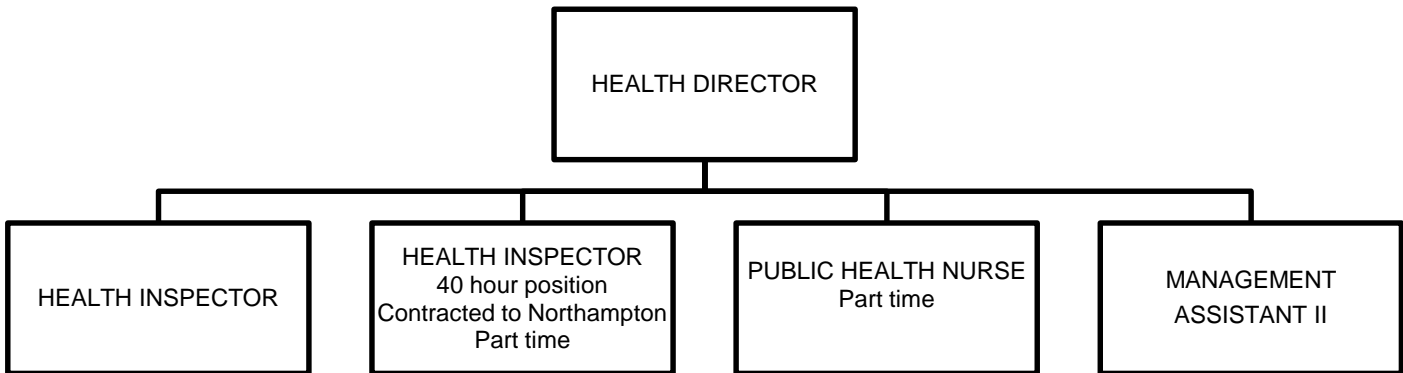 HEALTH DIRECTOR
HEALTH INSPECTOR
HEALTH INSPECTOR
40 hour position
Contracted to Northampton
Part time
PUBLIC HEALTH NURSE
Part time
MANAGEMENT
ASSISTANT II